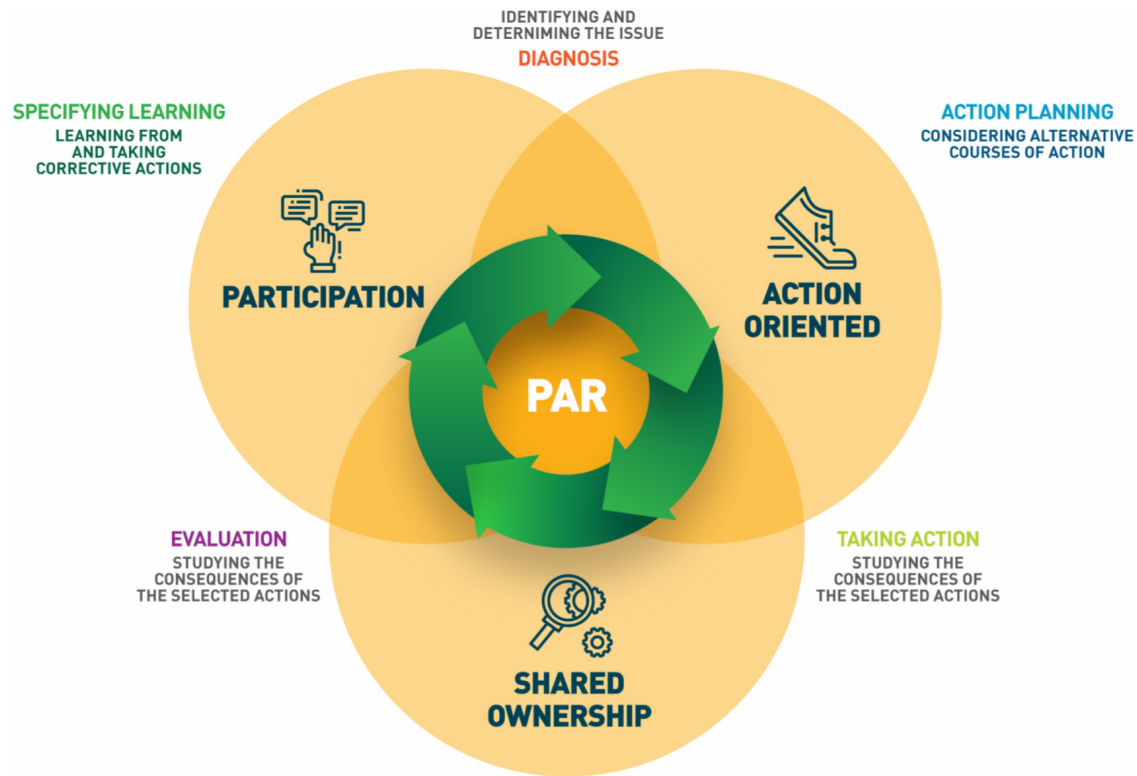 IDENTIFYING AND
DETERNIMING THE ISSUE
DIAGNOSIS
SPECIFYING LEARNING
LEARNING FROM
AND TAKING
CORRECTIVE ACTIONS
ACTION PLANNING
CONSIDERING ALTERNATIVE
COURSES OF ACTION
PARTICIPATION
ACTION
ORIENTED
PAR
EVALUATION
STUDYING THE
CONSEQUENCES OF
THE SELECTED ACTIONS
TAKING ACTION
STUDYING THE
CONSEQUENCES OF
THE SELECTED ACTIONS
SHARED
OWNERSHIP